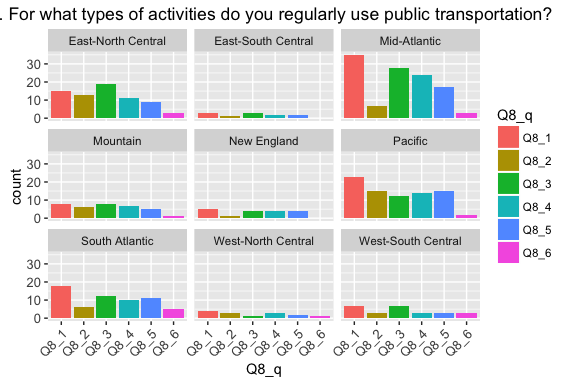 . For what types of activities do you regularly use public transportation?
East-North Central
East-South Central
Mid-Atlantic
30
20
10
0
Mountain
New England
Pacific
30
20
10
0
South Atlantic
West-North Central
West-South Central
30
20
10
0
count
Q8_1 Q8_2 Q8_3 Q8_4 Q8_5 Q8_6
Q8_1 Q8_2 Q8_3 Q8_4 Q8_5 Q8_6
Q8_1 Q8_2 Q8_3 Q8_4 Q8_5 Q8_6
Q8_q
Q8_q
Q8_1
Q8_2
Q8_3
Q8_4
Q8_5
Q8_6